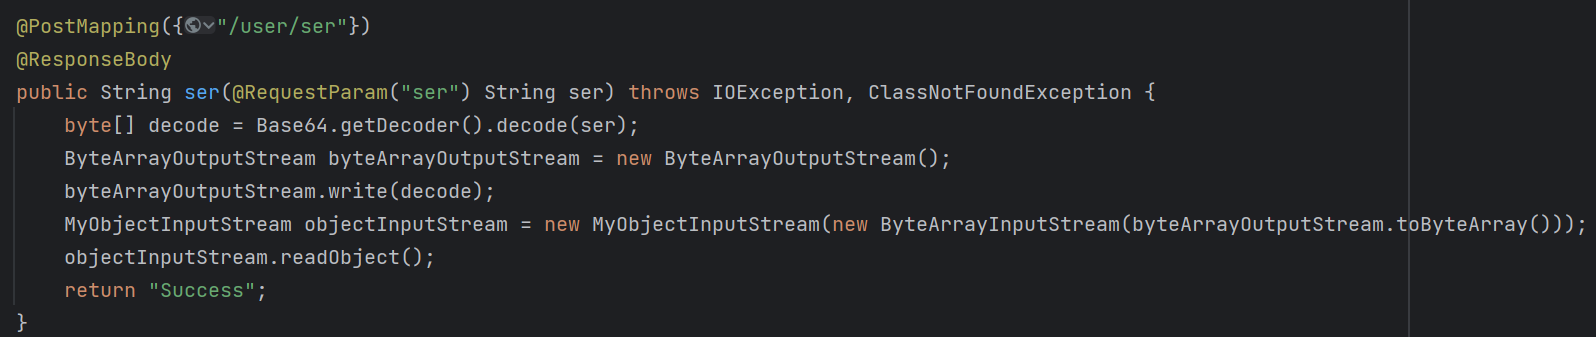 @PostMapping({"/user/ser"})
@ResponseBody
public String ser(@RequestParam("ser") String ser) throws IOException, ClassNotFoundException {
    byte[] decode = Base64.getDecoder().decode(ser);
    ByteArrayOutputStream byteArrayOutputStream = new ByteArrayOutputStream();
    byteArrayOutputStream.write(decode);
    MyObjectInputStream objectInputStream = new MyObjectInputStream(new ByteArrayInputStream(byteArrayOutputStream.toByteArray()));
    objectInputStream.readObject();
    return "Success";
}